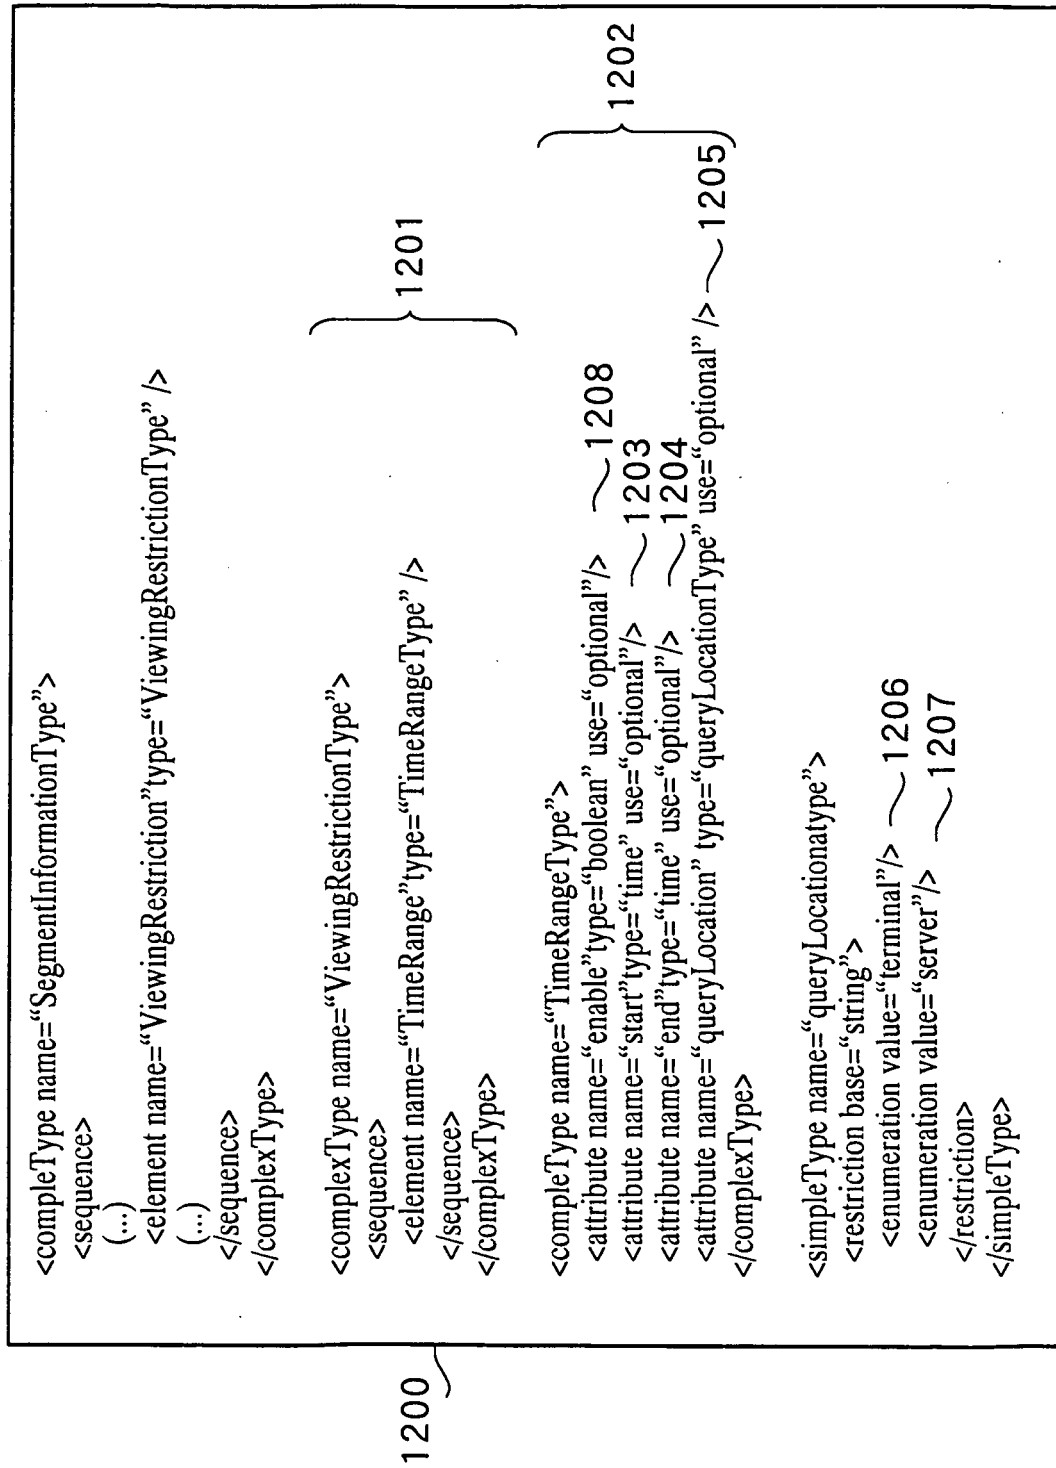 <compleType name=“SegmentInformationType”>
<sequence>
(...)
<element name=“ViewingRestriction”type=“ViewingRestrictionType” />
(...)
</sequence>
</complexType>
<complexType name=“ViewingRestrictionType”>
<sequence>
<element name=“TimeRange”type=“TimeRangeType” />
</sequence>
</complexType>
1201
<compleType name=“TimeRangeType”>
<attribute name=“enable”type=“boolean” use=“optional”/> 1208
<attribute name=“start”type=“time” use=“optional”/> 1203
<attribute name=“end”type=“time” use=“optional”/> 1204
<attribute name=“queryLocation” type=“queryLocationType” use=“optional” /> 1205
</complexType>
1202
<simpleType name=“queryLocationatype”>
<restriction base=“string”>
<enumeration value=“terminal”/> 1206
<enumeration value=“server”/> 1207
</restriction>
</simpleType>
1200